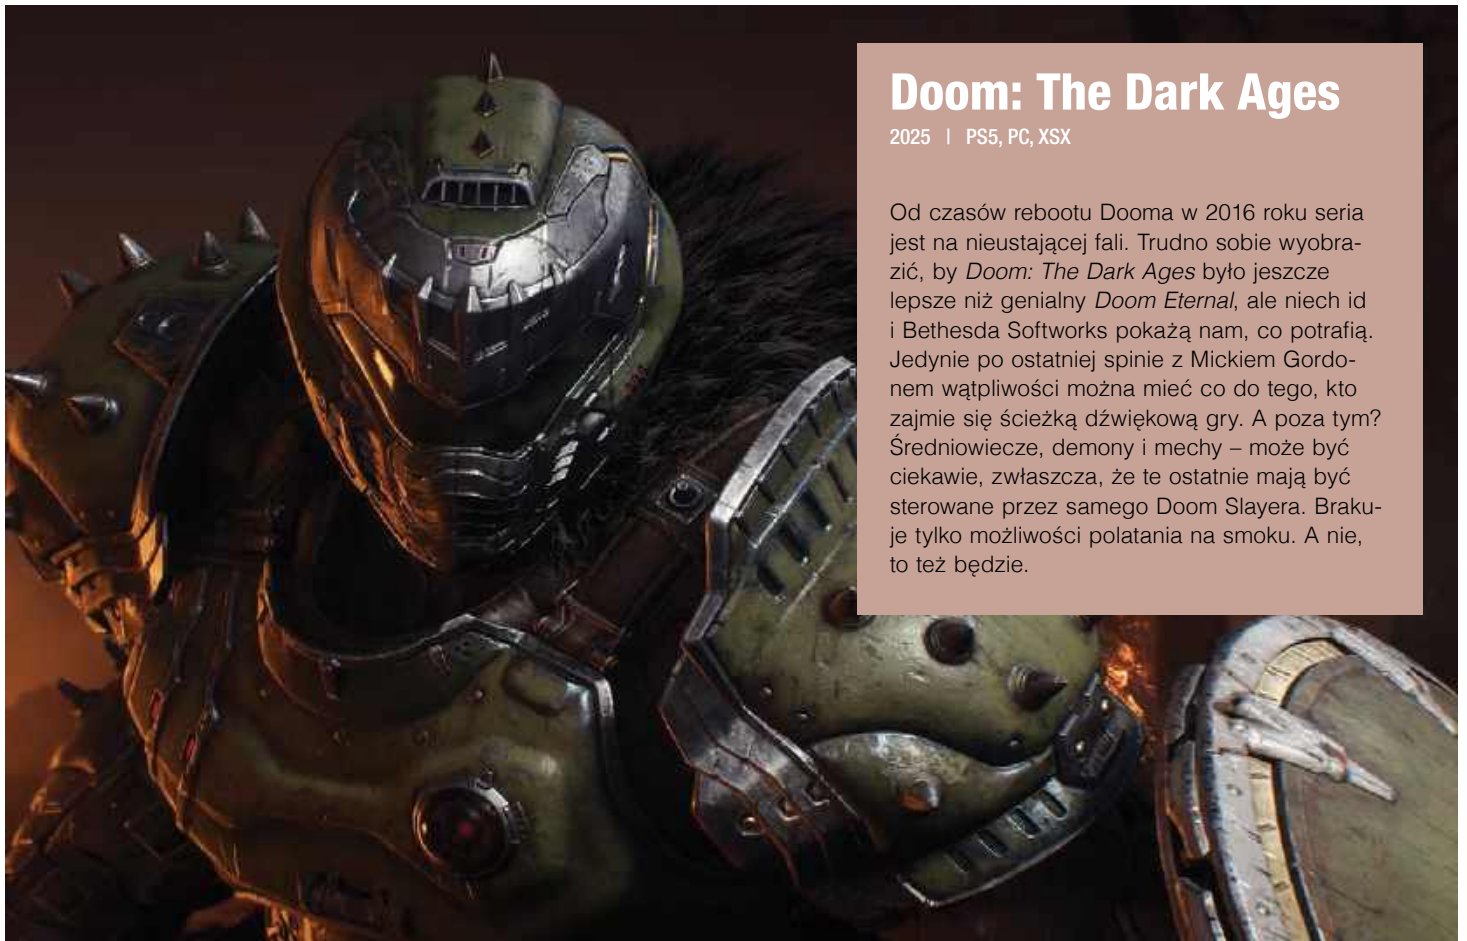 Doom: The Dark Ages
2025 | PS5, PC, XSX
Od czasów rebootu Dooma w 2016 roku seria
jest na nieustającej fali. Trudno sobie wyobra-
zić, by Doom: The Dark Ages było jeszcze
lepsze niż genialny Doom Eternal, ale niech id
i Bethesda Softworks pokażą nam, co potrafią.
Jedynie po ostatniej spinie z Mickiem Gordo-
nem wątpliwości można mieć co do tego, kto
zajmie się ścieżką dźwiękową gry. A poza tym?
Średniowiecze, demony i mechy – może być
ciekawie, zwłaszcza, że te ostatnie mają być
sterowane przez samego Doom Slayera. Braku-
je tylko możliwości polatania na smoku. A nie,
to też będzie.